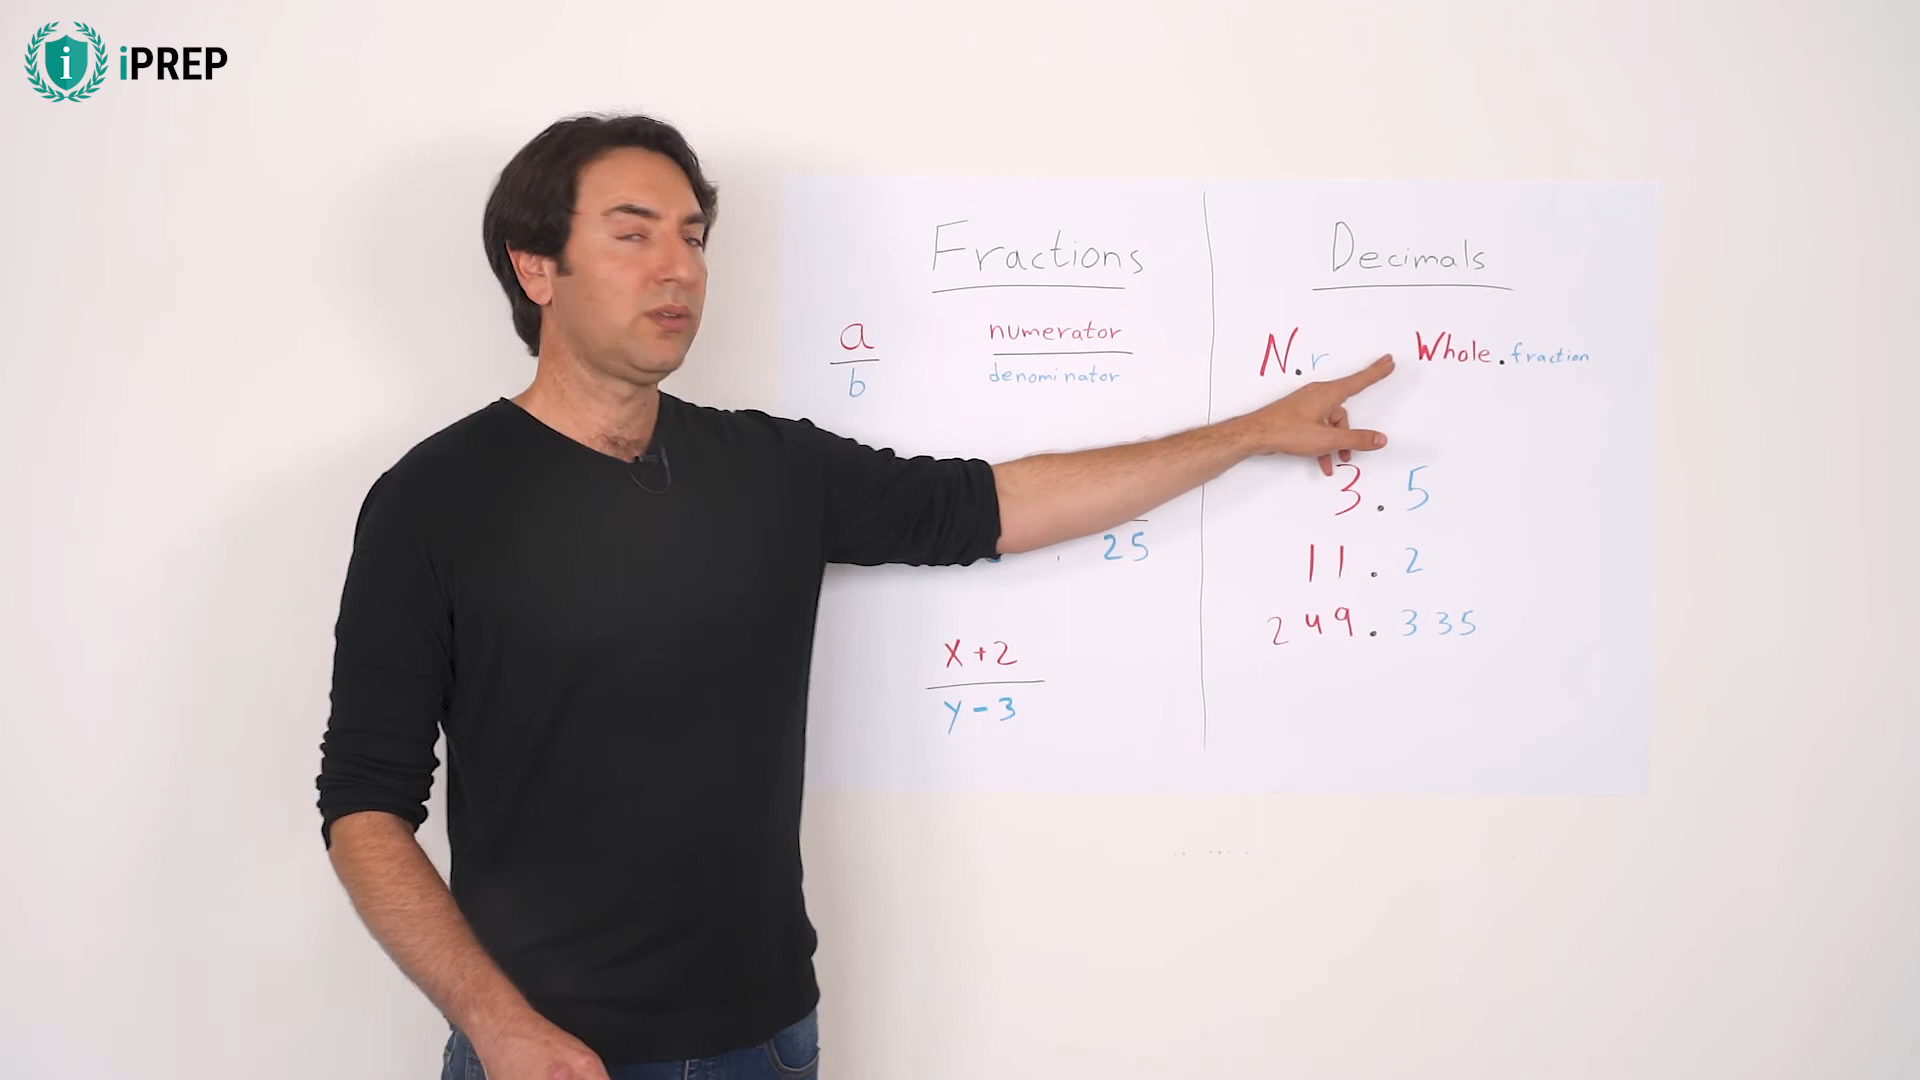 iPREP
Fractions
a
b
numerator
denominator
25
x+2
y-3
Decimals
N.r
Whole.fraction
3.5
11.2
249.335